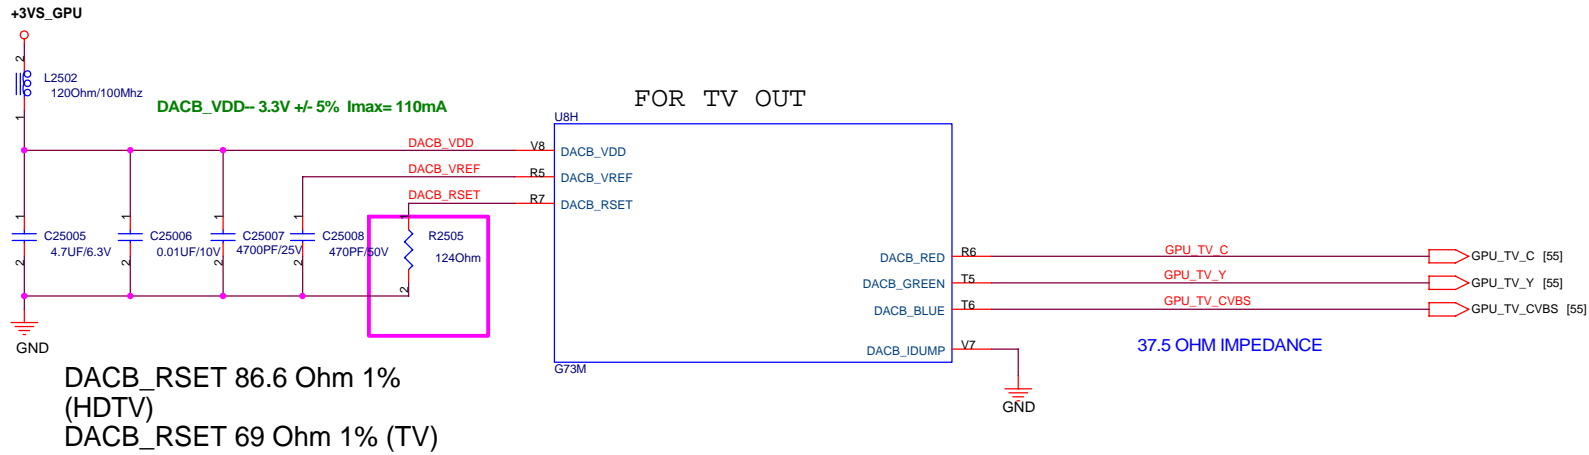 +3VS_GPU
2
L2502
120Ohm/100Mhz
1
DACB_VDD-- 3.3V +/- 5% Imax= 110mA
FOR TV OUT
U8H
DACB_VDD V8 DACB_VDD
DACB_VREF R5 DACB_VREF
DACB_RSET R7 DACB_RSET
1 1 1 1 1
C25005
4.7UF/6.3V
C25006
0.01UF/10V
C25007
4700PF/25V
C25008
470PF/50V
R2505
124Ohm
2 2 2 2 2
DACB_RED R6 GPU_TV_C GPU_TV_C [55]
DACB_GREEN T5 GPU_TV_Y GPU_TV_Y [55]
DACB_BLUE T6 GPU_TV_CVBS GPU_TV_CVBS [55]
DACB_IDUMP V7
37.5 OHM IMPEDANCE
GND
G73M
GND
DACB_RSET 86.6 Ohm 1%
(HDTV)
DACB_RSET 69 Ohm 1% (TV)